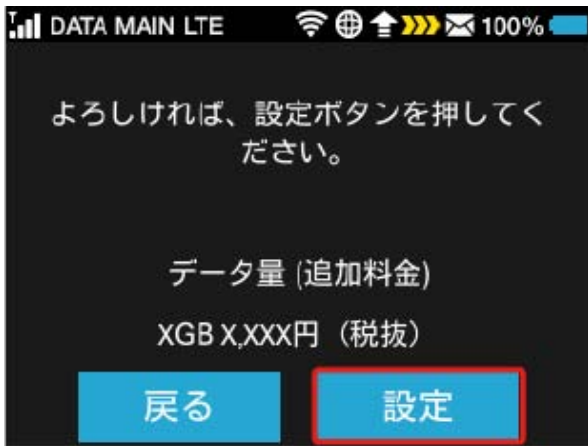 DATA MAIN LTE 100%
よろしければ、設定ボタンを押してく
ださい。
データ量 (追加料金)
XGB X,XXX円（税抜）
戻る 設定